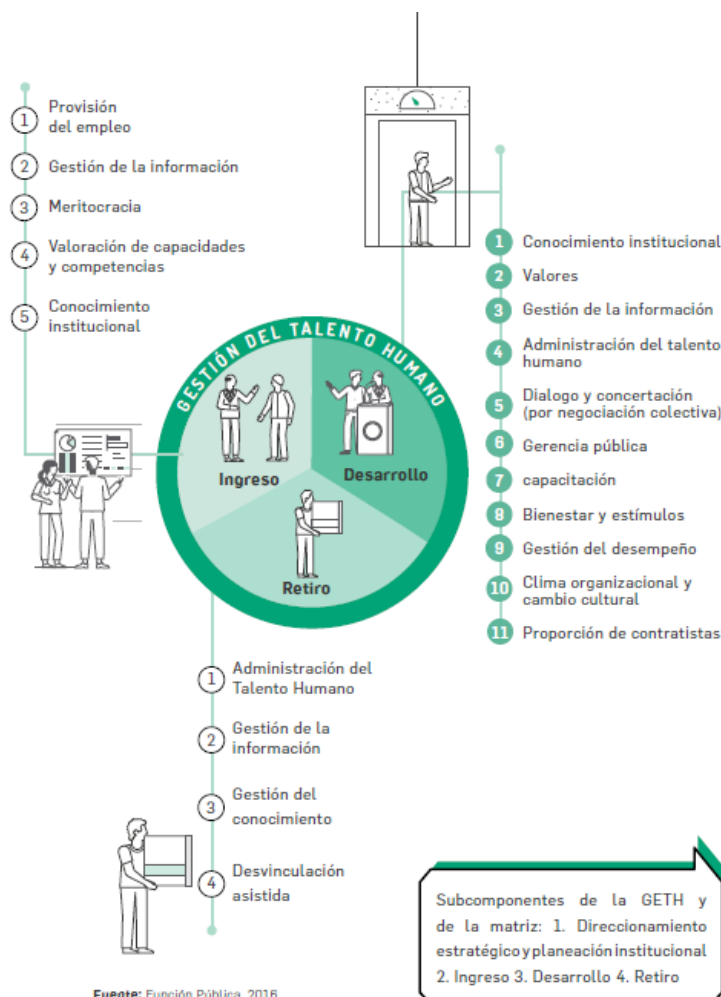 1
Provisión
del empleo
2
Gestión de la información
3
Meritocracia
4
Valoración de capacidades
y competencias
5
Conocimiento
institucional
GESTIÓN DEL TALENTO HUMANO
Ingreso
Desarrollo
Retiro
1
Conocimiento institucional
2
Valores
3
Gestión de la información
4
Administración del talento
humano
5
Dialogo y concertación
(por negociación colectiva)
6
Gerencia pública
7
capacitación
8
Bienestar y estímulos
9
Gestión del desempeño
10
Clima organizacional y
cambio cultural
11
Proporción de contratistas
1
Administración del
Talento Humano
2
Gestión de la
información
3
Gestión del
conocimiento
4
Desvinculación
asistida
Subcomponentes de la GETH y
de la matriz: 1. Direccionamiento
estratégico y planeación institucional
2. Ingreso 3. Desarrollo 4. Retiro
Fuente: Función Pública, 2016